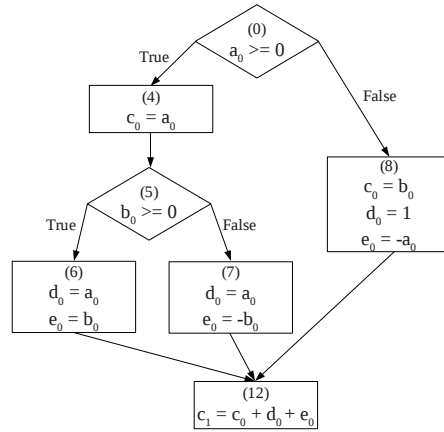 (0)
a₀ >= 0
True
False
(4)
c₀ = a₀
(5)
b₀ >= 0
True
False
(8)
c₀ = b₀
d₀ = 1
e₀ = -a₀
(6)
d₀ = a₀
e₀ = b₀
(7)
d₀ = a₀
e₀ = -b₀
(12)
c₁ = c₀ + d₀ + e₀